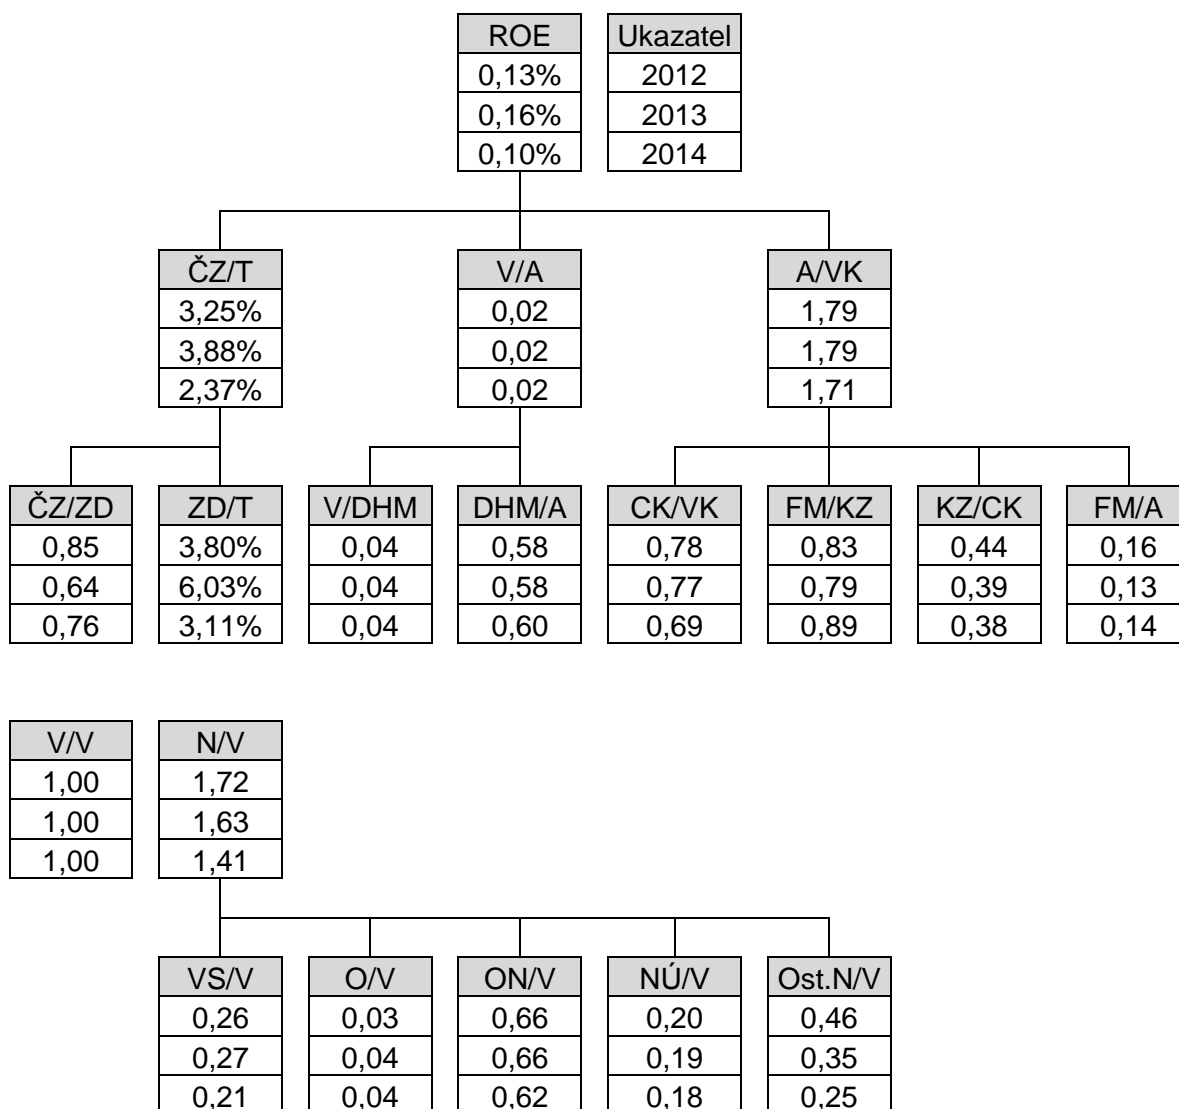 ROE Ukazatel
0,13% 2012
0,16% 2013
0,10% 2014
ČZ/T V/A A/VK
3,25% 0,02 1,79
3,88% 0,02 1,79
2,37% 0,02 1,71
ČZ/ZD ZD/T V/DHM DHM/A CK/VK FM/KZ KZ/CK FM/A
0,85 3,80% 0,04 0,58 0,78 0,83 0,44 0,16
0,64 6,03% 0,04 0,58 0,77 0,79 0,39 0,13
0,76 3,11% 0,04 0,60 0,69 0,89 0,38 0,14
V/V N/V
1,00 1,72
1,00 1,63
1,00 1,41
VS/V O/V ON/V NÚ/V Ost.N/V
0,26 0,03 0,66 0,20 0,46
0,27 0,04 0,66 0,19 0,35
0,21 0,04 0,62 0,18 0,25